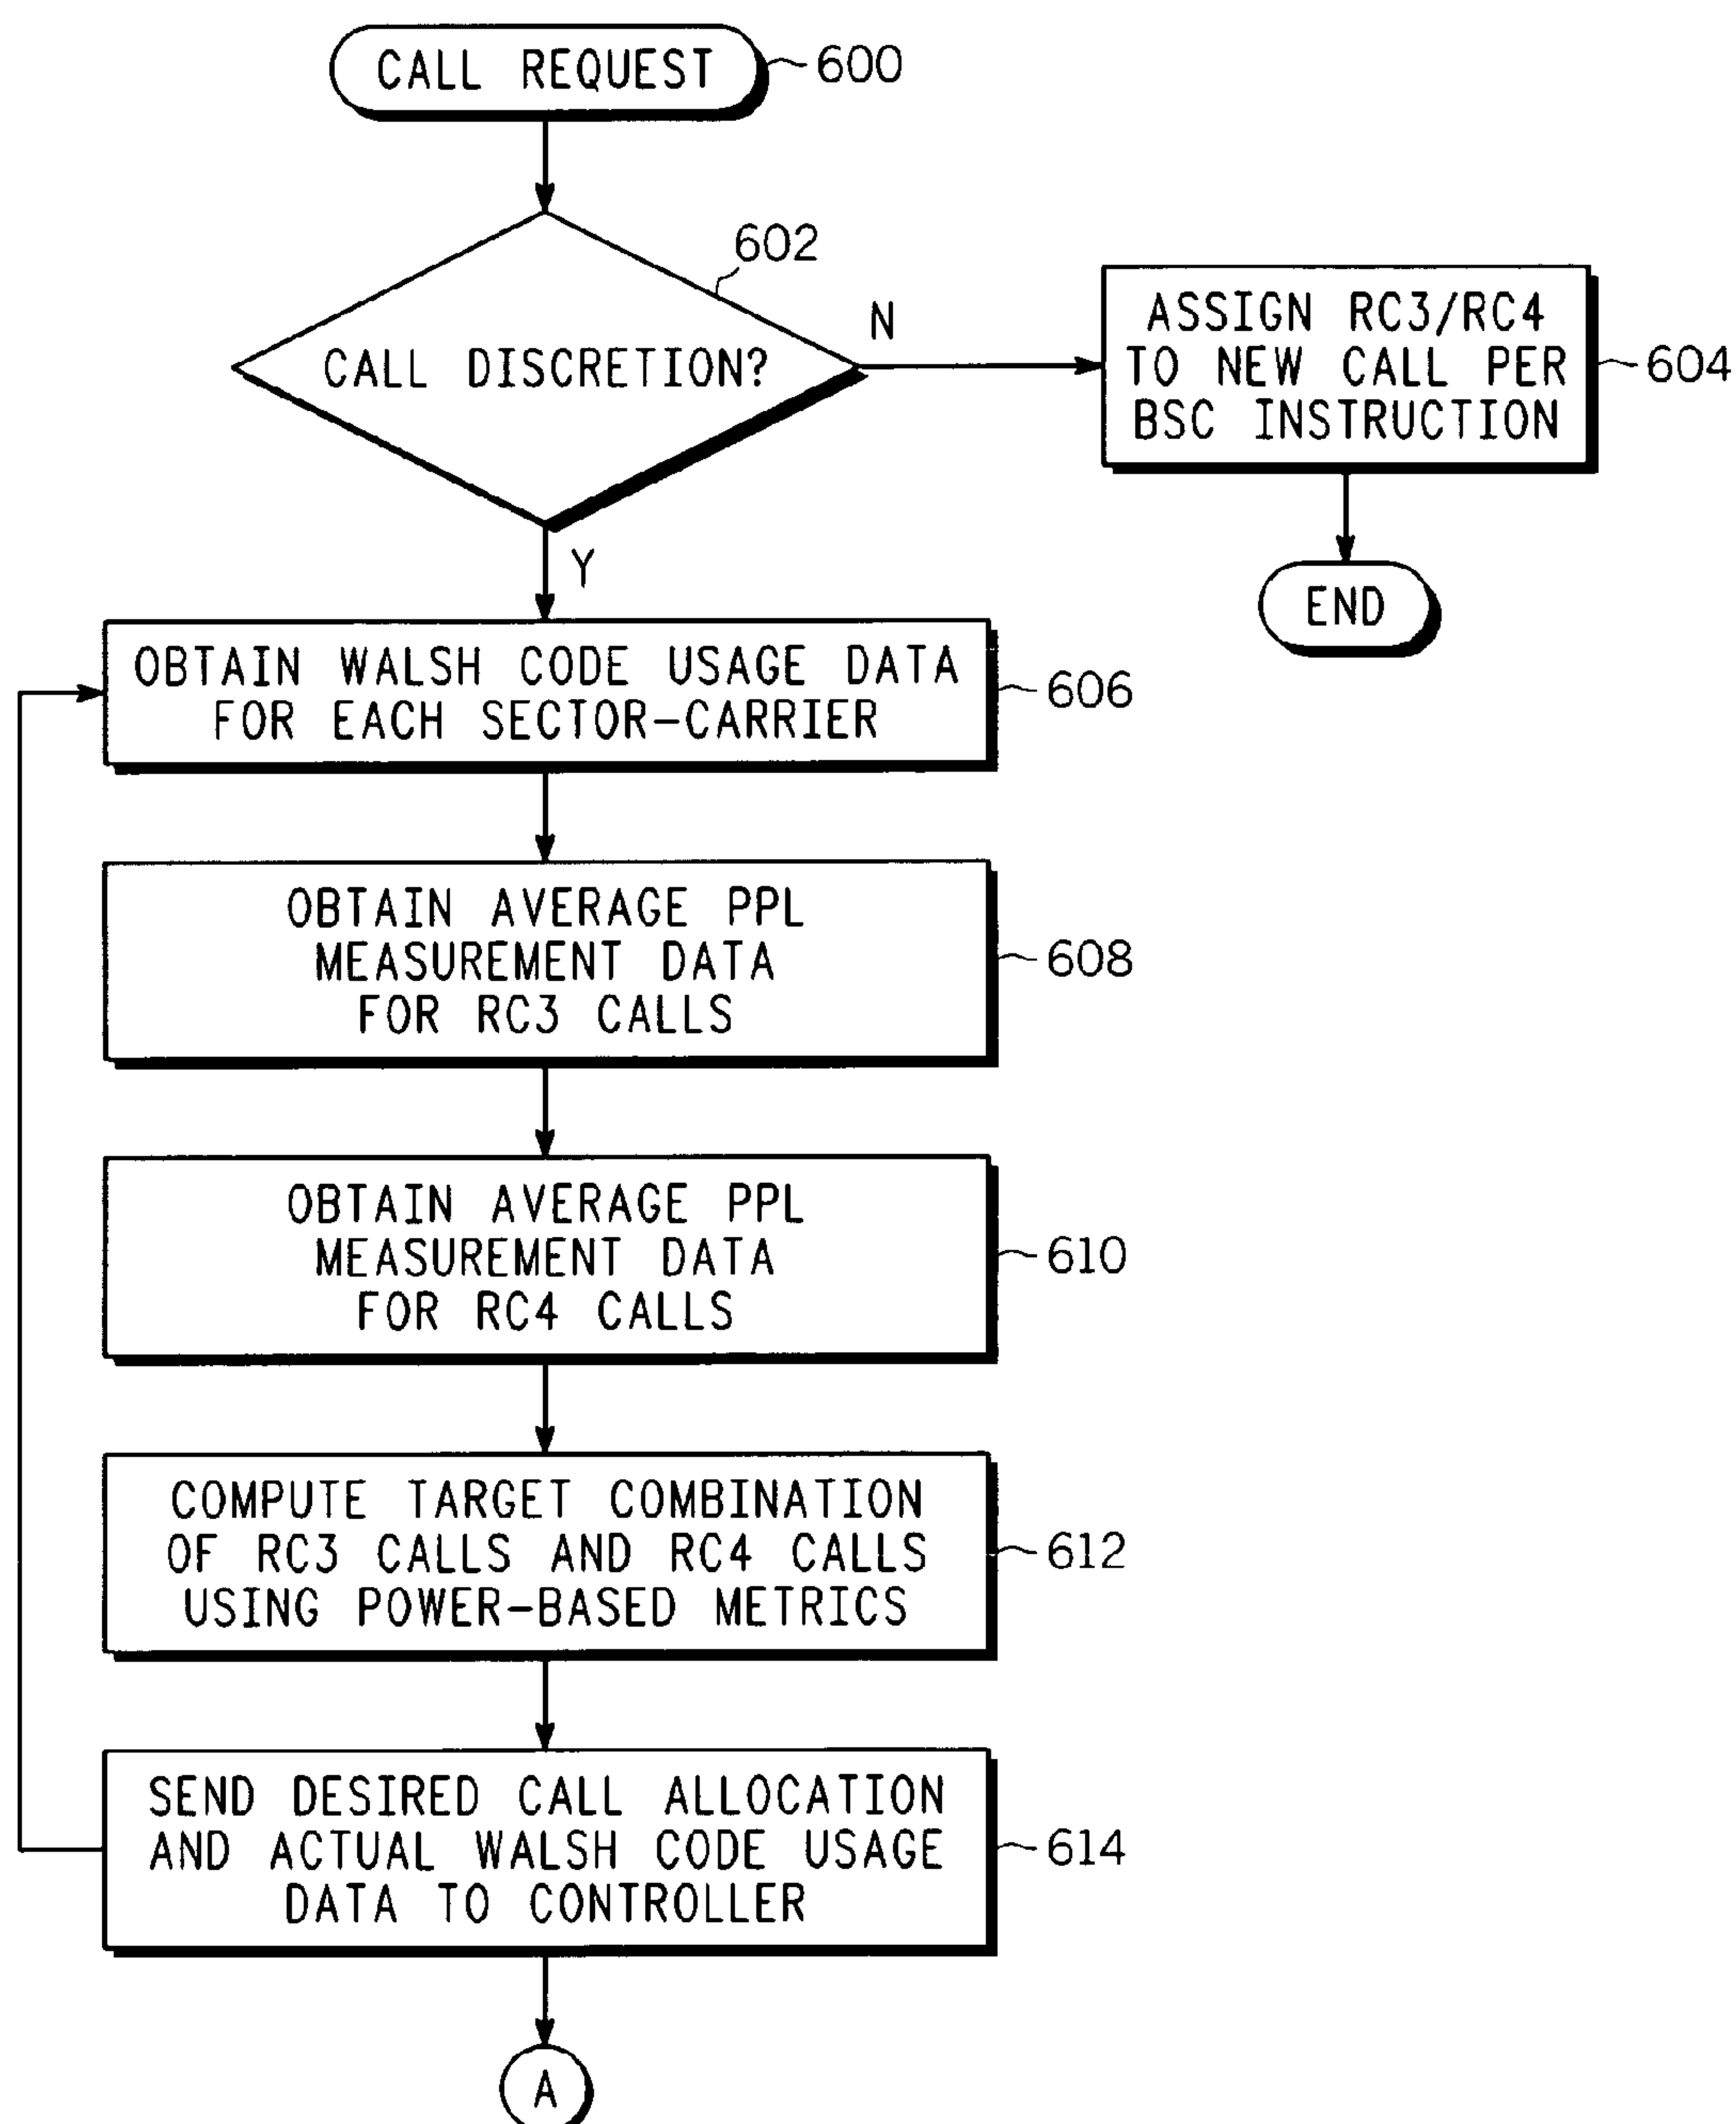 CALL REQUEST
600
602
CALL DISCRETION?
N
ASSIGN RC3/RC4
TO NEW CALL PER
BSC INSTRUCTION
604
END
Y
OBTAIN WALSH CODE USAGE DATA
FOR EACH SECTOR-CARRIER
606
OBTAIN AVERAGE PPL
MEASUREMENT DATA
FOR RC3 CALLS
608
OBTAIN AVERAGE PPL
MEASUREMENT DATA
FOR RC4 CALLS
610
COMPUTE TARGET COMBINATION
OF RC3 CALLS AND RC4 CALLS
USING POWER-BASED METRICS
612
SEND DESIRED CALL ALLOCATION
AND ACTUAL WALSH CODE USAGE
DATA TO CONTROLLER
614
A